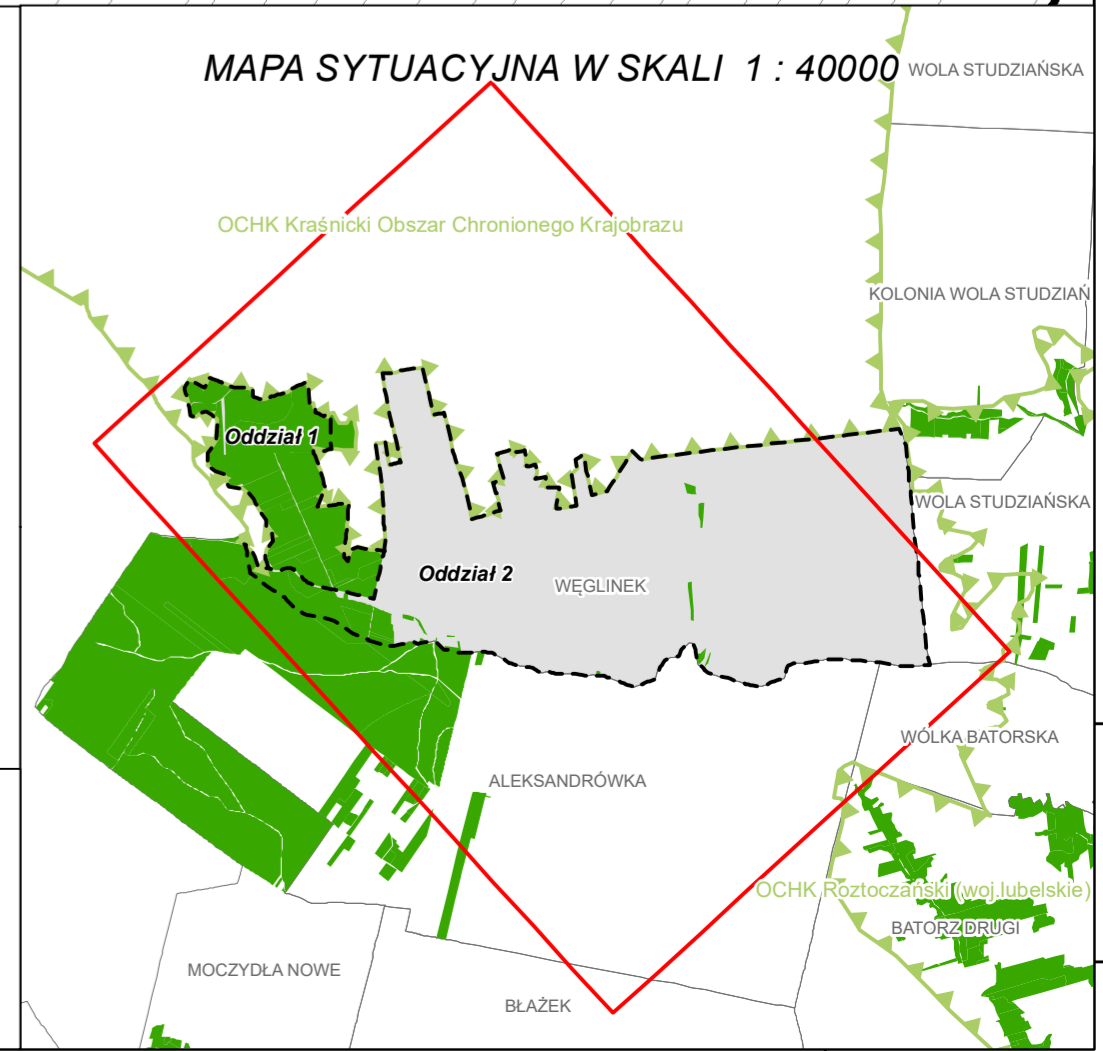 MAPA SYTUACYJNA W SKALI 1 : 40000
WOLA STUDZIAŃSKA
OCHK Kraśnicki Obszar Chronionego Krajobrazu
KOLONIA WOLA STUDZIAŃ
Oddział 1
WOLA STUDZIAŃSKA
Oddział 2
WĘGLINEK
WÓLKA BATORSKA
ALEKSANDRÓWKA
OCHK Roztoczański (woj.lubelskie)
BATORZ DRUGI
MOCZYDŁA NOWE
BŁAŻEK